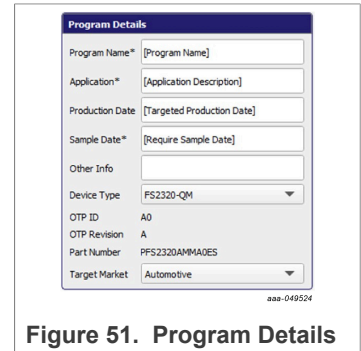 Program Details
Program Name* [Program Name]
Application* [Application Description]
Production Date [Targeted Production Date]
Sample Date* [Require Sample Date]
Other Info
Device Type FS2320-QM
OTP ID A0
OTP Revision A
Part Number PFS2320AMMA0ES
Target Market Automotive
aaa-049524
Figure 51. Program Details